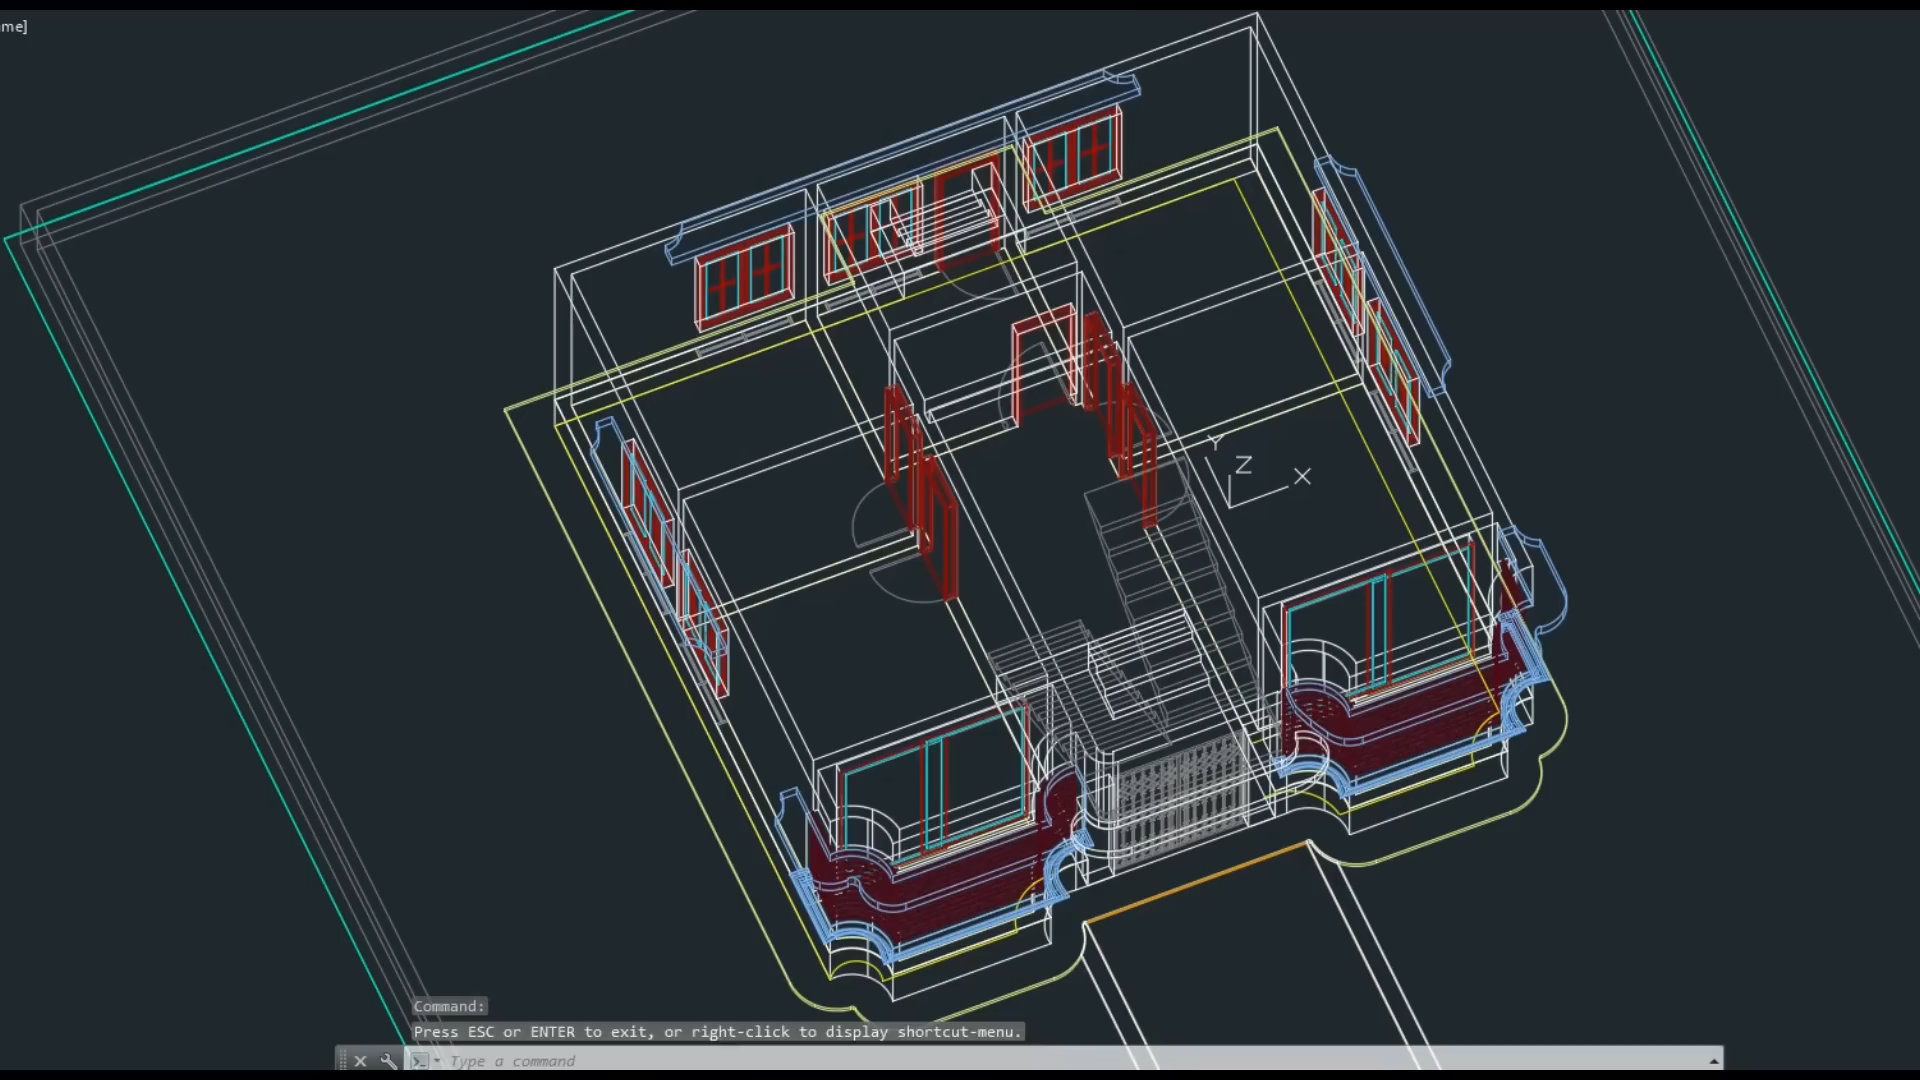 me]
Y
Z
X
Command:
Press ESC or ENTER to exit, or right-click to display shortcut-menu.
Type a command